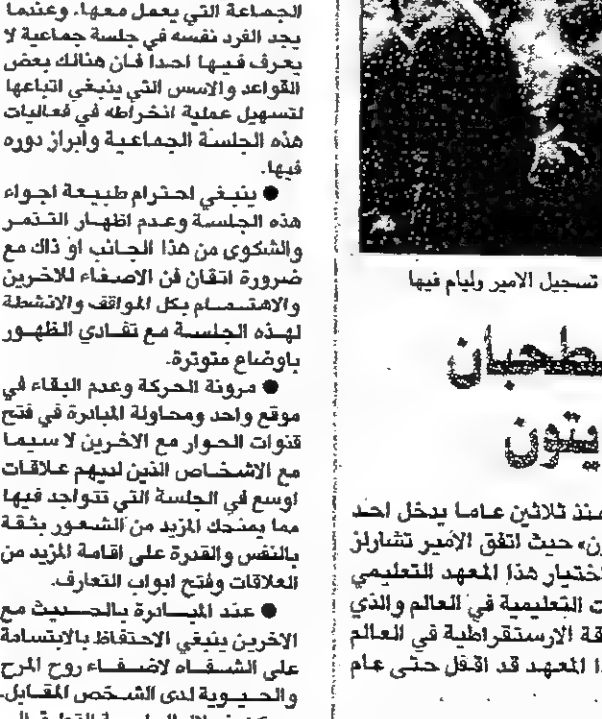 تسجيل الامير وليام فيها
يتون
منذ ثلاثين عاما يدخل احد
ون» حيث اتفق الأمير تشارلز
ختيار هذا المعهد التعليمي
ت التعليمية في العالم والذي
قة الارستقراطية في العالم
ا المعهد قد اقفل حتى عام
الجماعة التي يعمل معها. وعندما
يجد الفرد نفسه في جلسة جماعية لا
يعرف فيها احدا فان هنالك بعض
القواعد والاسس التي ينبغي اتباعها
لتسهيل عملية انخراطه في فعاليات
هذه الجلسة الجماعية وابراز دوره
فيها.
● ينبغي احترام طبيعة اجواء
هذه الجلسة وعدم اظهار التذمر
والشكوى من هذا الجانب او ذاك مع
ضرورة اتقان فن الاصغاء للاخرين
والاهتمام بكل المواقف والانشطة
لهذه الجلسة مع تفادي الظهور
باوضاع متوترة.
● مرونة الحركة وعدم البقاء في
موقع واحد ومحاولة المبادرة في فتح
قنوات الحوار مع الاخرين لا سيما
مع الاشخاص الذين لديهم علاقات
اوسع في الجلسة التي تتواجد فيها
مما يمنحك المزيد من الشعور بثقة
بالنفس والقدرة على اقامة المزيد من
العلاقات وفتح ابواب التعارف.
● عند المبادرة بالحديث مع
الاخرين ينبغي الاحتفاظ بالابتسامة
على الشفاه لاضفاء روح المرح
والحيوية لدى الشخص المقابل.